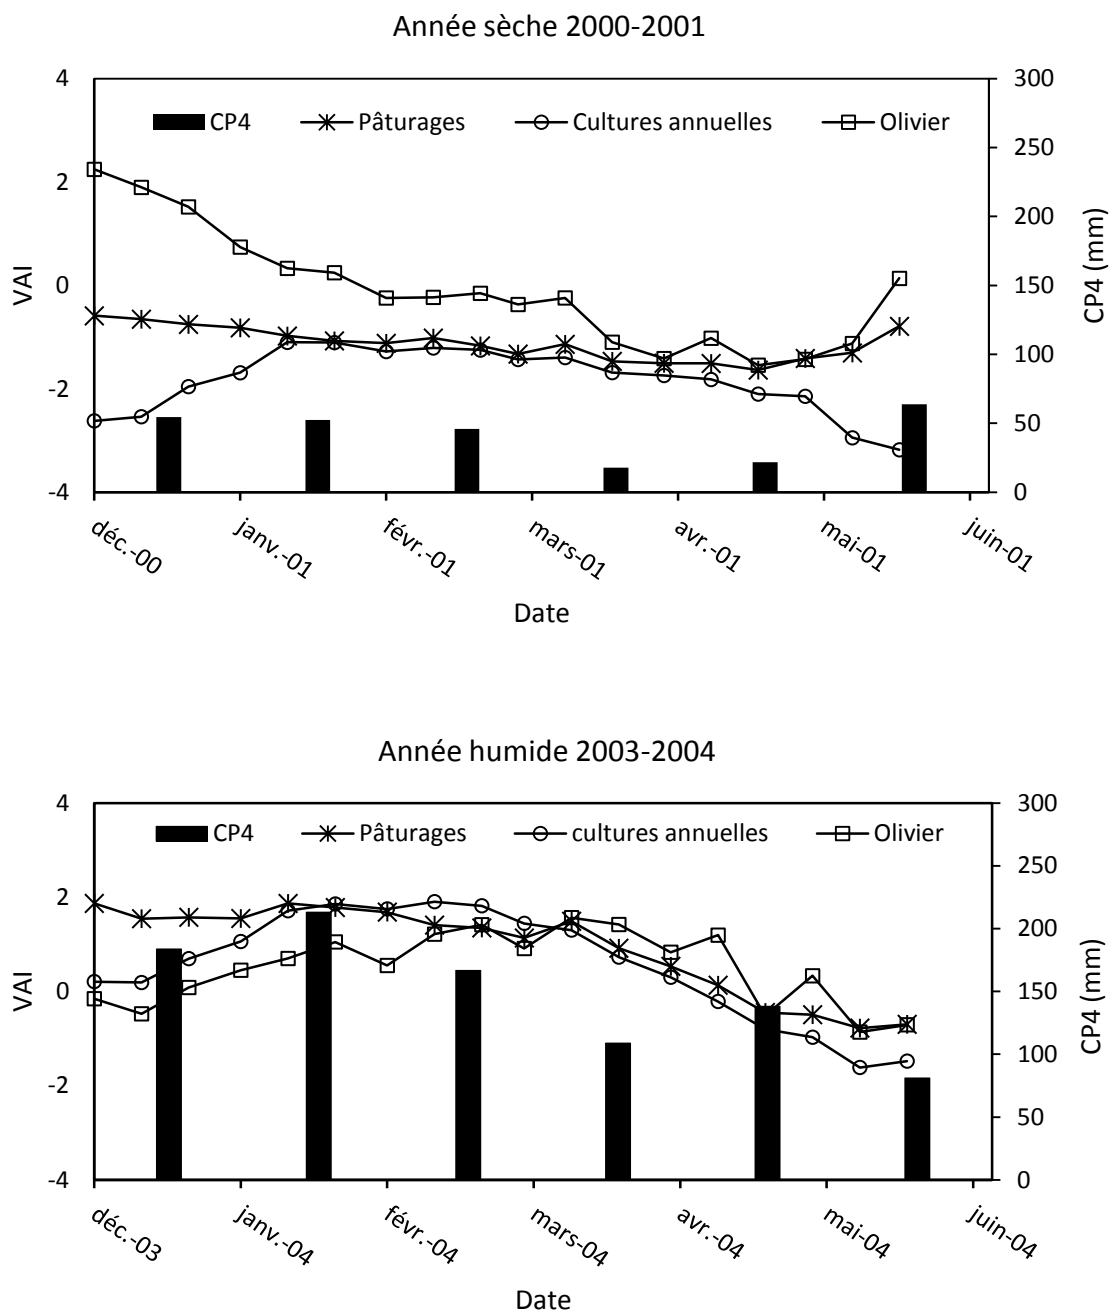 Année sèche 2000-2001
4
2
0
-2
-4
VAI
CP4 Pâturages Cultures annuelles Olivier
300
250
200
150
100
50
0
CP4 (mm)
déc.-00 janv.-01 févr.-01 mars-01 avr.-01 mai-01 juin-01
Date
Année humide 2003-2004
4
2
0
-2
-4
VAI
CP4 Pâturages cultures annuelles Olivier
300
250
200
150
100
50
0
CP4 (mm)
déc.-03 janv.-04 févr.-04 mars-04 avr.-04 mai-04 juin-04
Date